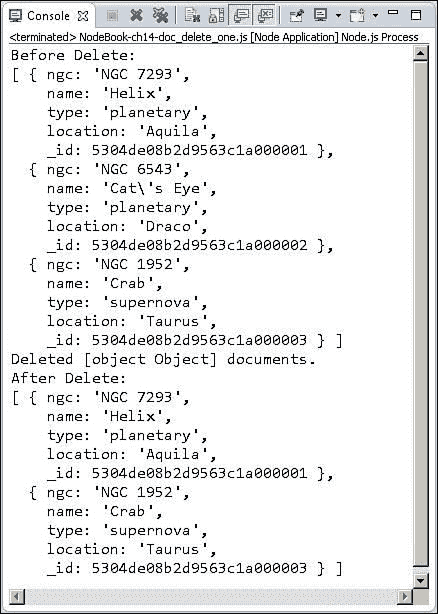 Console
<terminated> NodeBook-ch14-doc_delete_one.js [Node Application] Node.js Process
Before Delete:
[ { ngc: 'NGC 7293',
name: 'Helix',
type: 'planetary',
location: 'Aquila',
_id: 5304de08b2d9563c1a000001 },
{ ngc: 'NGC 6543',
name: 'Cat\'s Eye',
type: 'planetary',
location: 'Draco',
_id: 5304de08b2d9563c1a000002 },
{ ngc: 'NGC 1952',
name: 'Crab',
type: 'supernova',
location: 'Taurus',
_id: 5304de08b2d9563c1a000003 } ]
Deleted [object Object] documents.
After Delete:
[ { ngc: 'NGC 7293',
name: 'Helix',
type: 'planetary',
location: 'Aquila',
_id: 5304de08b2d9563c1a000001 },
{ ngc: 'NGC 1952',
name: 'Crab',
type: 'supernova',
location: 'Taurus',
_id: 5304de08b2d9563c1a000003 } ]